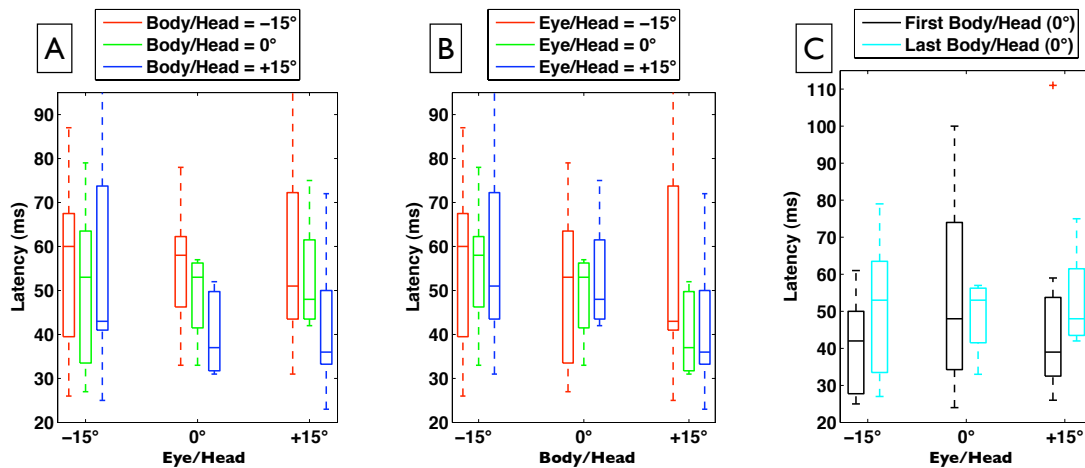 A
Body/Head = −15°
Body/Head = 0°
Body/Head = +15°
Latency (ms)
90
80
70
60
50
40
30
20
−15° 0° +15°
Eye/Head
B
Eye/Head = −15°
Eye/Head = 0°
Eye/Head = +15°
Latency (ms)
90
80
70
60
50
40
30
20
−15° 0° +15°
Body/Head
C
First Body/Head (0°)
Last Body/Head (0°)
Latency (ms)
110
100
90
80
70
60
50
40
30
20
−15° 0° +15°
Eye/Head